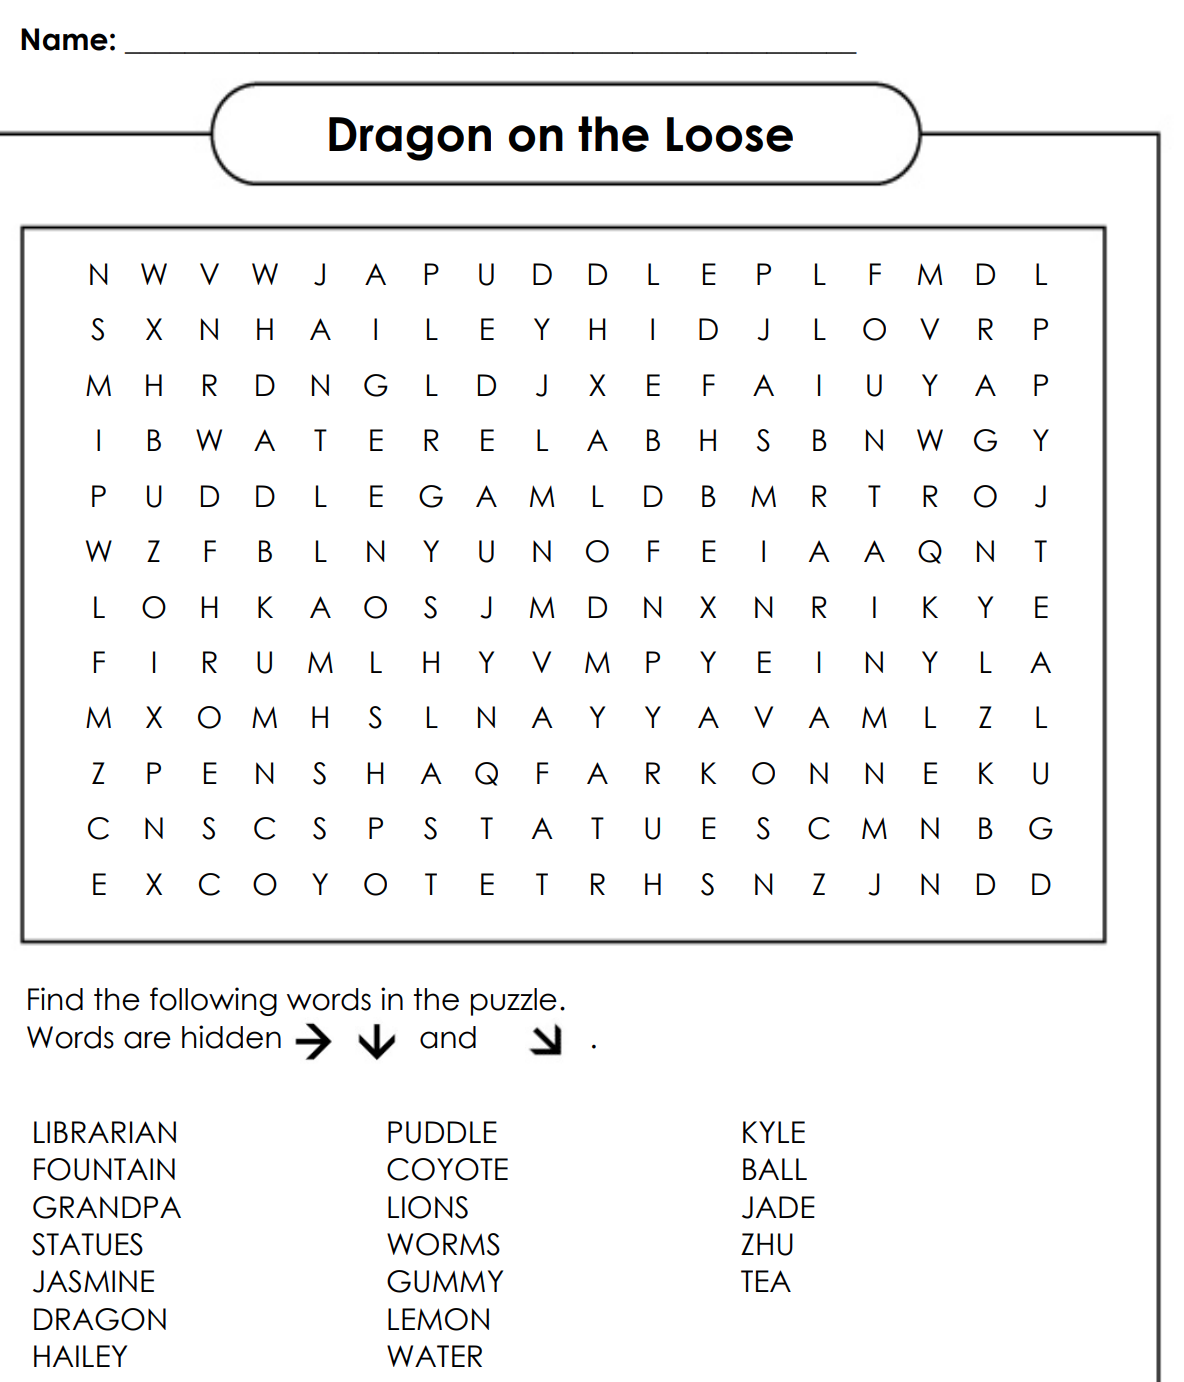 Name: ______________________________________________
Dragon on the Loose
N W V W J A P U D D L E P L F M D L
S X N H A I L E Y H I D J L O V R P
M H R D N G L D J X E F A I U Y A P
I B W A T E R E L A B H S B N W G Y
P U D D L E G A M L D B M R T R O J
W Z F B L N Y U N O F E I A A Q N T
L O H K A O S J M D N X N R I K Y E
F I R U M L H Y V M P Y E I N Y L A
M X O M H S L N A Y Y A V A M L Z L
Z P E N S H A Q F A R K O N N E K U
C N S C S P S T A T U E S C M N B G
E X C O Y O T E T R H S N Z J N D D
Find the following words in the puzzle.
Words are hidden → ↓ and ↘ .
LIBRARIAN PUDDLE KYLE
FOUNTAIN COYOTE BALL
GRANDPA LIONS JADE
STATUES WORMS ZHU
JASMINE GUMMY TEA
DRAGON LEMON
HAILEY WATER